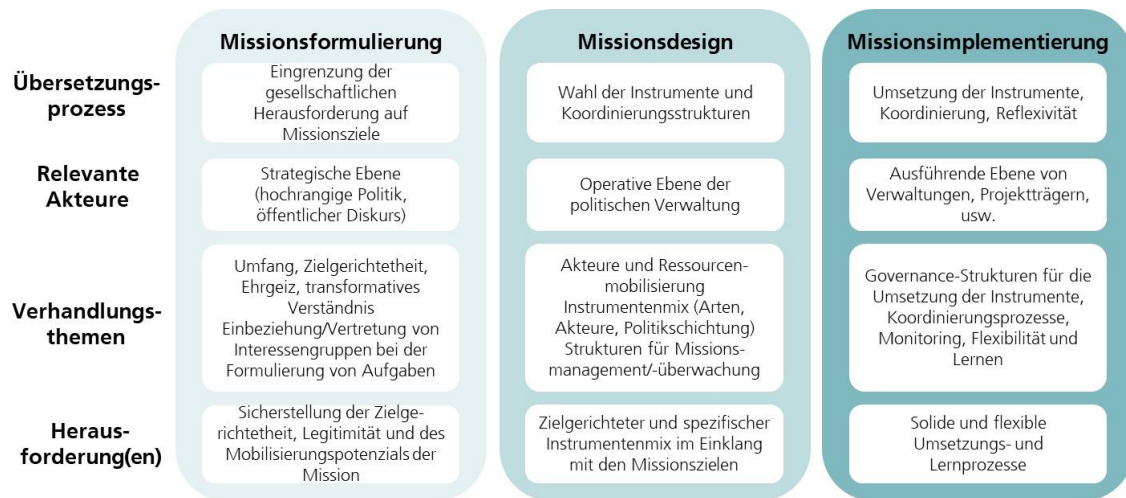 Missionsformulierung
Missionsdesign
Missionsimplementierung
Übersetzungs-
prozess
Eingrenzung der
gesellschaftlichen
Herausforderung auf
Missionsziele
Wahl der Instrumente und
Koordinierungsstrukturen
Umsetzung der Instrumente,
Koordinierung, Reflexivität
Relevante
Akteure
Strategische Ebene
(hochrangige Politik,
öffentlicher Diskurs)
Operative Ebene der
politischen Verwaltung
Ausführende Ebene von
Verwaltungen, Projektträgern,
usw.
Verhandlungs-
themen
Umfang, Zielgerichtetheit,
Ehrgeiz, transformatives
Verständnis
Einbeziehung/Vertretung von
Interessengruppen bei der
Formulierung von Aufgaben
Akteure und Ressourcen-
mobilisierung
Instrumentenmix (Arten,
Akteure, Politikschichtung)
Strukturen für Missions-
management/-überwachung
Governance-Strukturen für die
Umsetzung der Instrumente,
Koordinierungsprozesse,
Monitoring, Flexibilität und
Lernen
Heraus-
forderung(en)
Sicherstellung der Zielge-
richtetheit, Legitimität und des
Mobilisierungspotenzials der
Mission
Zielgerichteter und spezifischer
Instrumentenmix im Einklang
mit den Missionszielen
Solide und flexible
Umsetzungs- und
Lernprozesse